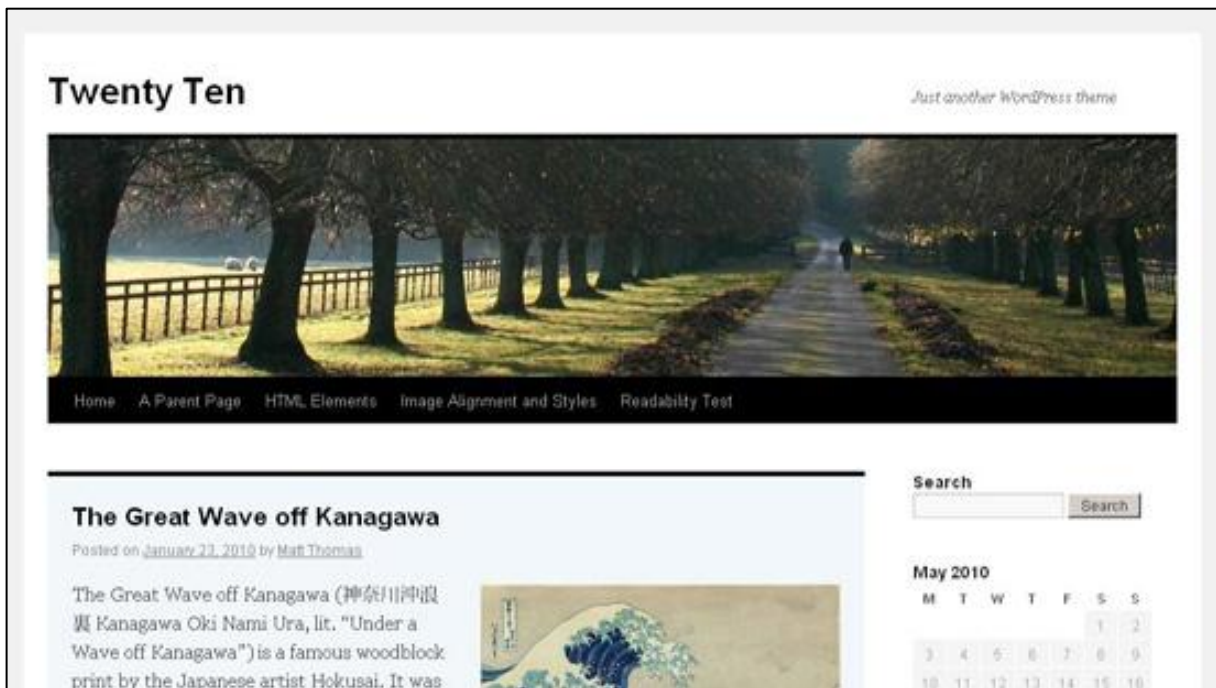 Twenty Ten
Just another WordPress theme
Home A Parent Page HTML Elements Image Alignment and Styles Readability Test
The Great Wave off Kanagawa
Posted on January 23, 2010 by Matt Thomas
The Great Wave off Kanagawa (神奈川沖浪
裏 Kanagawa Oki Nami Ura, lit. “Under a
Wave off Kanagawa”) is a famous woodblock
print by the Japanese artist Hokusai. It was
Search
Search
May 2010
M T W T F S S
1 2
3 4 5 6 7 8 9
10 11 12 13 14 15 16